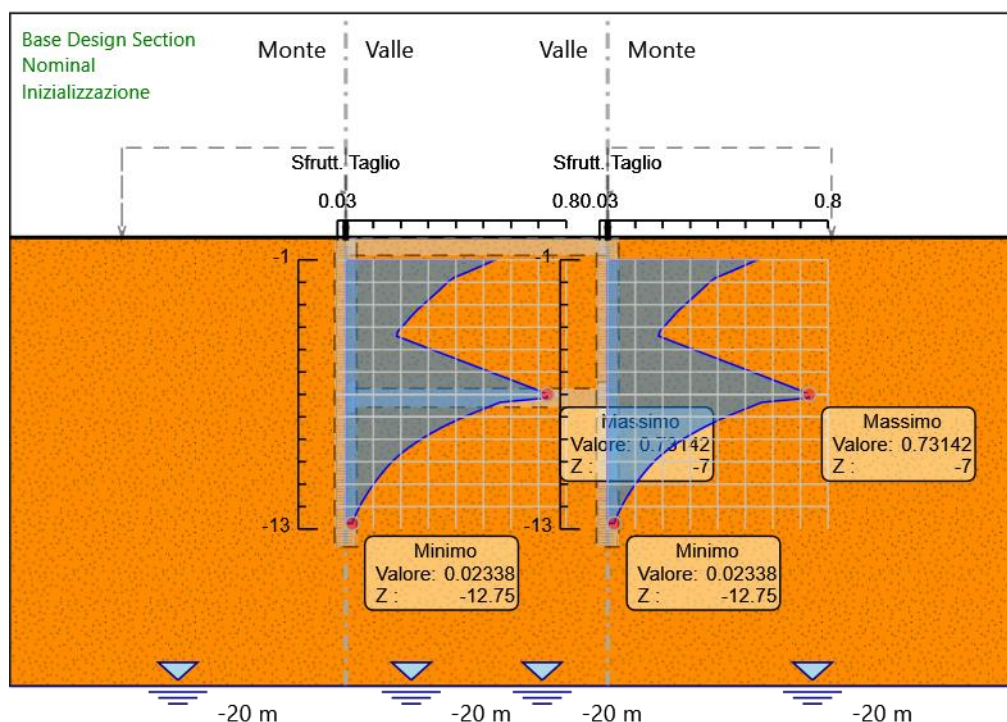 Base Design Section
Nominal
Inizializzazione
Monte Valle Valle Monte
Sfrutt. Taglio Sfrutt. Taglio
0.03 0.8 0.03 0.8
-1 -1
Massimo
Valore: 0.73142
Z : -7
Massimo
Valore: 0.73142
Z : -7
-13 -13
Minimo
Valore: 0.02338
Z : -12.75
Minimo
Valore: 0.02338
Z : -12.75
-20 m -20 m -20 m -20 m